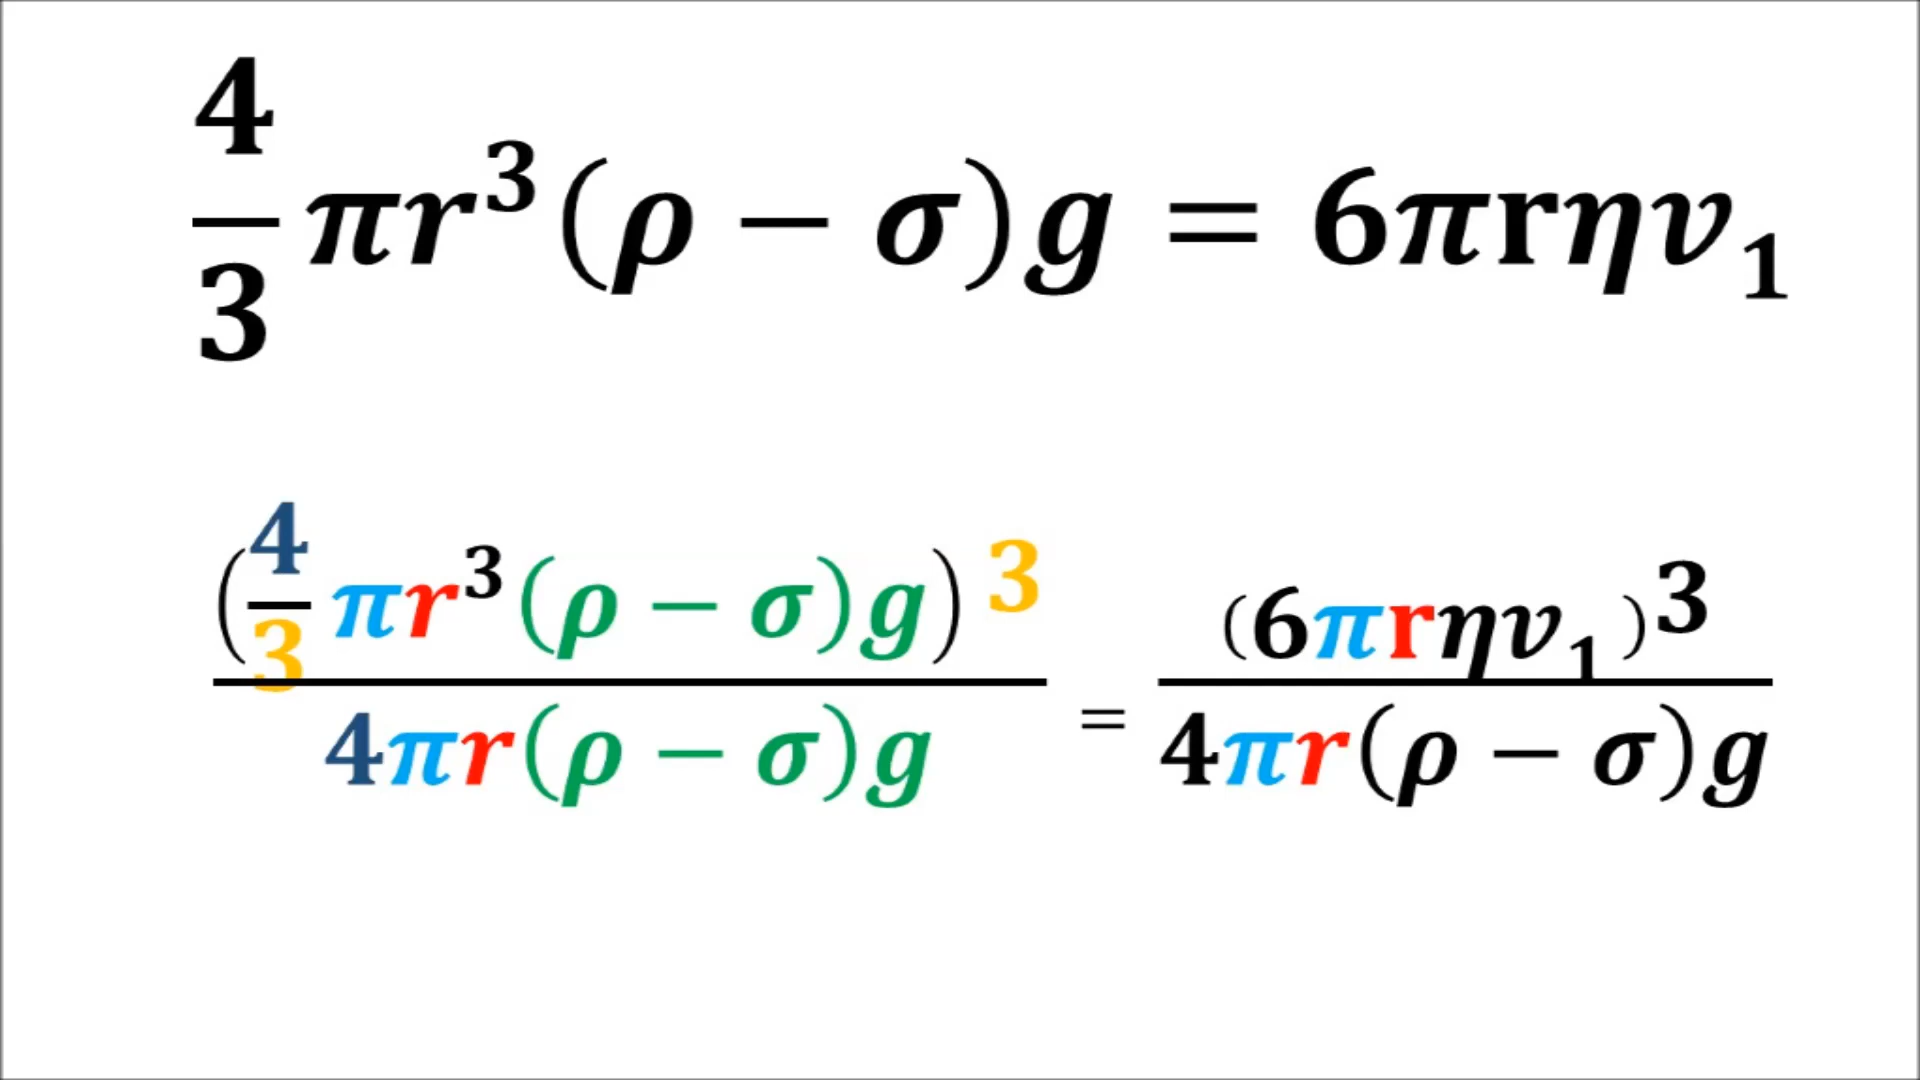 4/3 πr³(ρ − σ)g = 6πrηv₁
(4/3 πr³(ρ − σ)g)³ / 4πr(ρ − σ)g = (6πrηv₁)³ / 4πr(ρ − σ)g